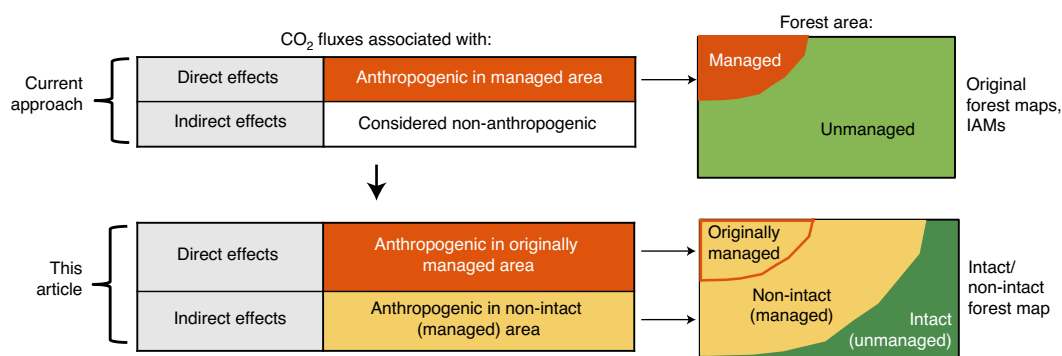 CO2 fluxes associated with:
Forest area:
Current
approach
Direct effects
Anthropogenic in managed area
Indirect effects
Considered non-anthropogenic
Managed
Unmanaged
Original
forest maps,
IAMs
This
article
Direct effects
Anthropogenic in originally
managed area
Indirect effects
Anthropogenic in non-intact
(managed) area
Originally
managed
Non-intact
(managed)
Intact
(unmanaged)
Intact/
non-intact
forest map